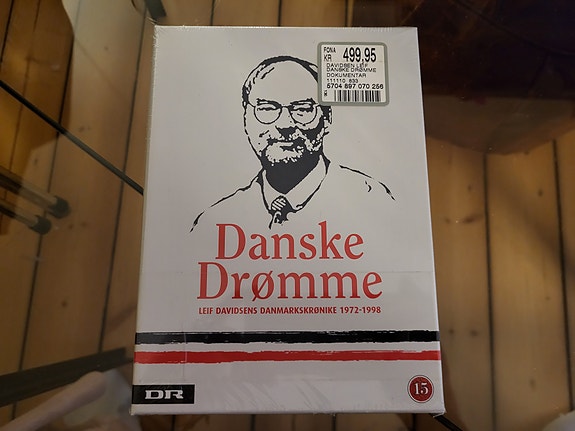 FONA
KR 499.95
DAVIDSEN LEIF
DANSKE DRØMME
DOKUMENTAR
111110 833
5704 897 070 256
Danske
Drømme
LEIF DAVIDSENS DANMARKSKRØNIKE 1972-1998
DR
15